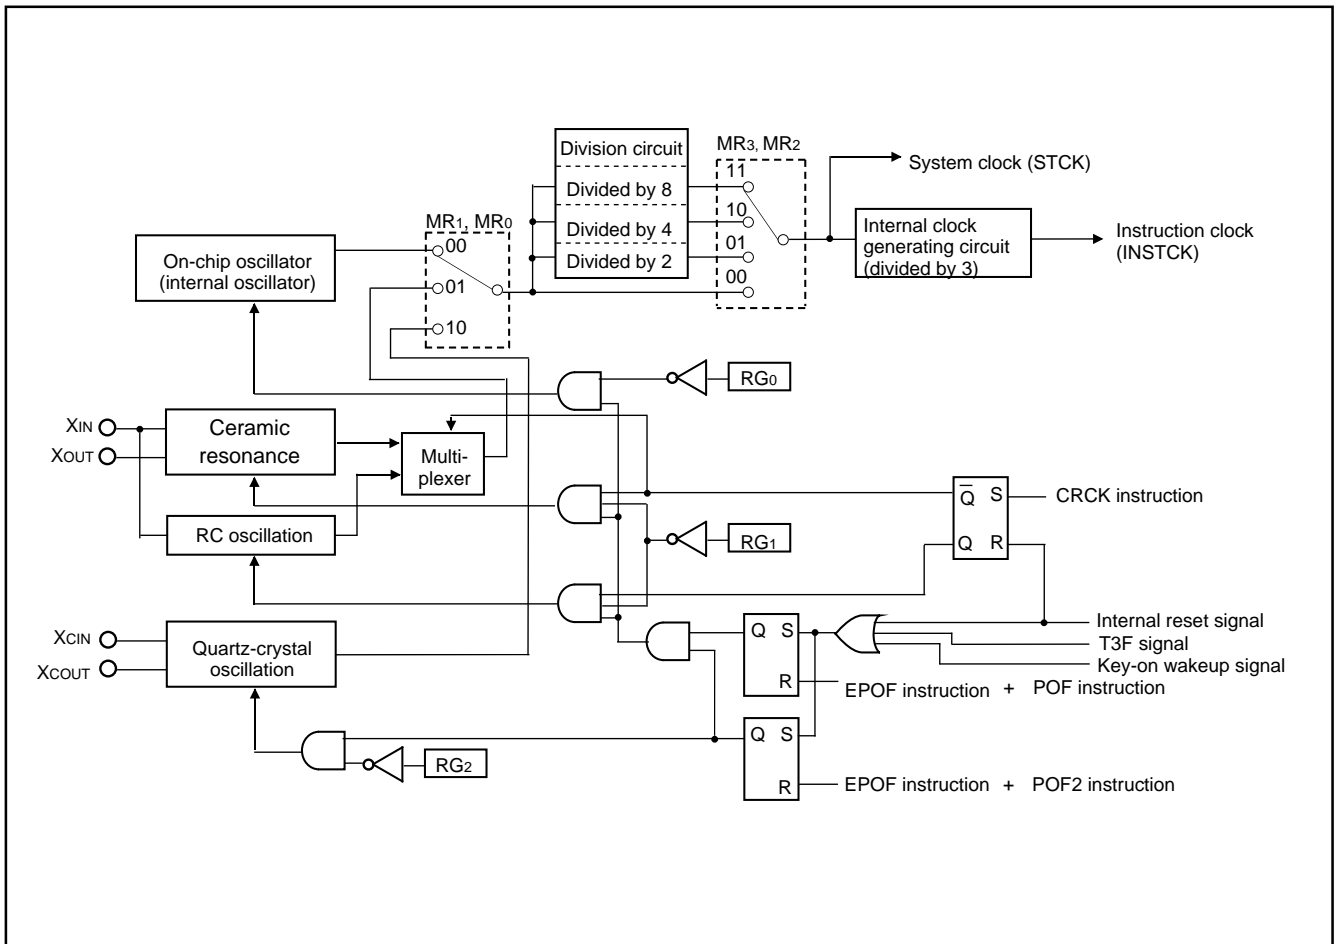 Division circuit
Divided by 8
Divided by 4
Divided by 2
MR3, MR2
11
10
01
00
System clock (STCK)
Internal clock
generating circuit
(divided by 3)
Instruction clock
(INSTCK)
MR1, MR0
00
01
10
On-chip oscillator
(internal oscillator)
RG0
XIN
XOUT
Ceramic
resonance
Multi-
plexer
RC oscillation
RG1
Q̅ S
Q R
CRCK instruction
XCIN
XCOUT
Quartz-crystal
oscillation
Q S
R
Internal reset signal
T3F signal
Key-on wakeup signal
EPOF instruction + POF instruction
RG2
Q S
R
EPOF instruction + POF2 instruction